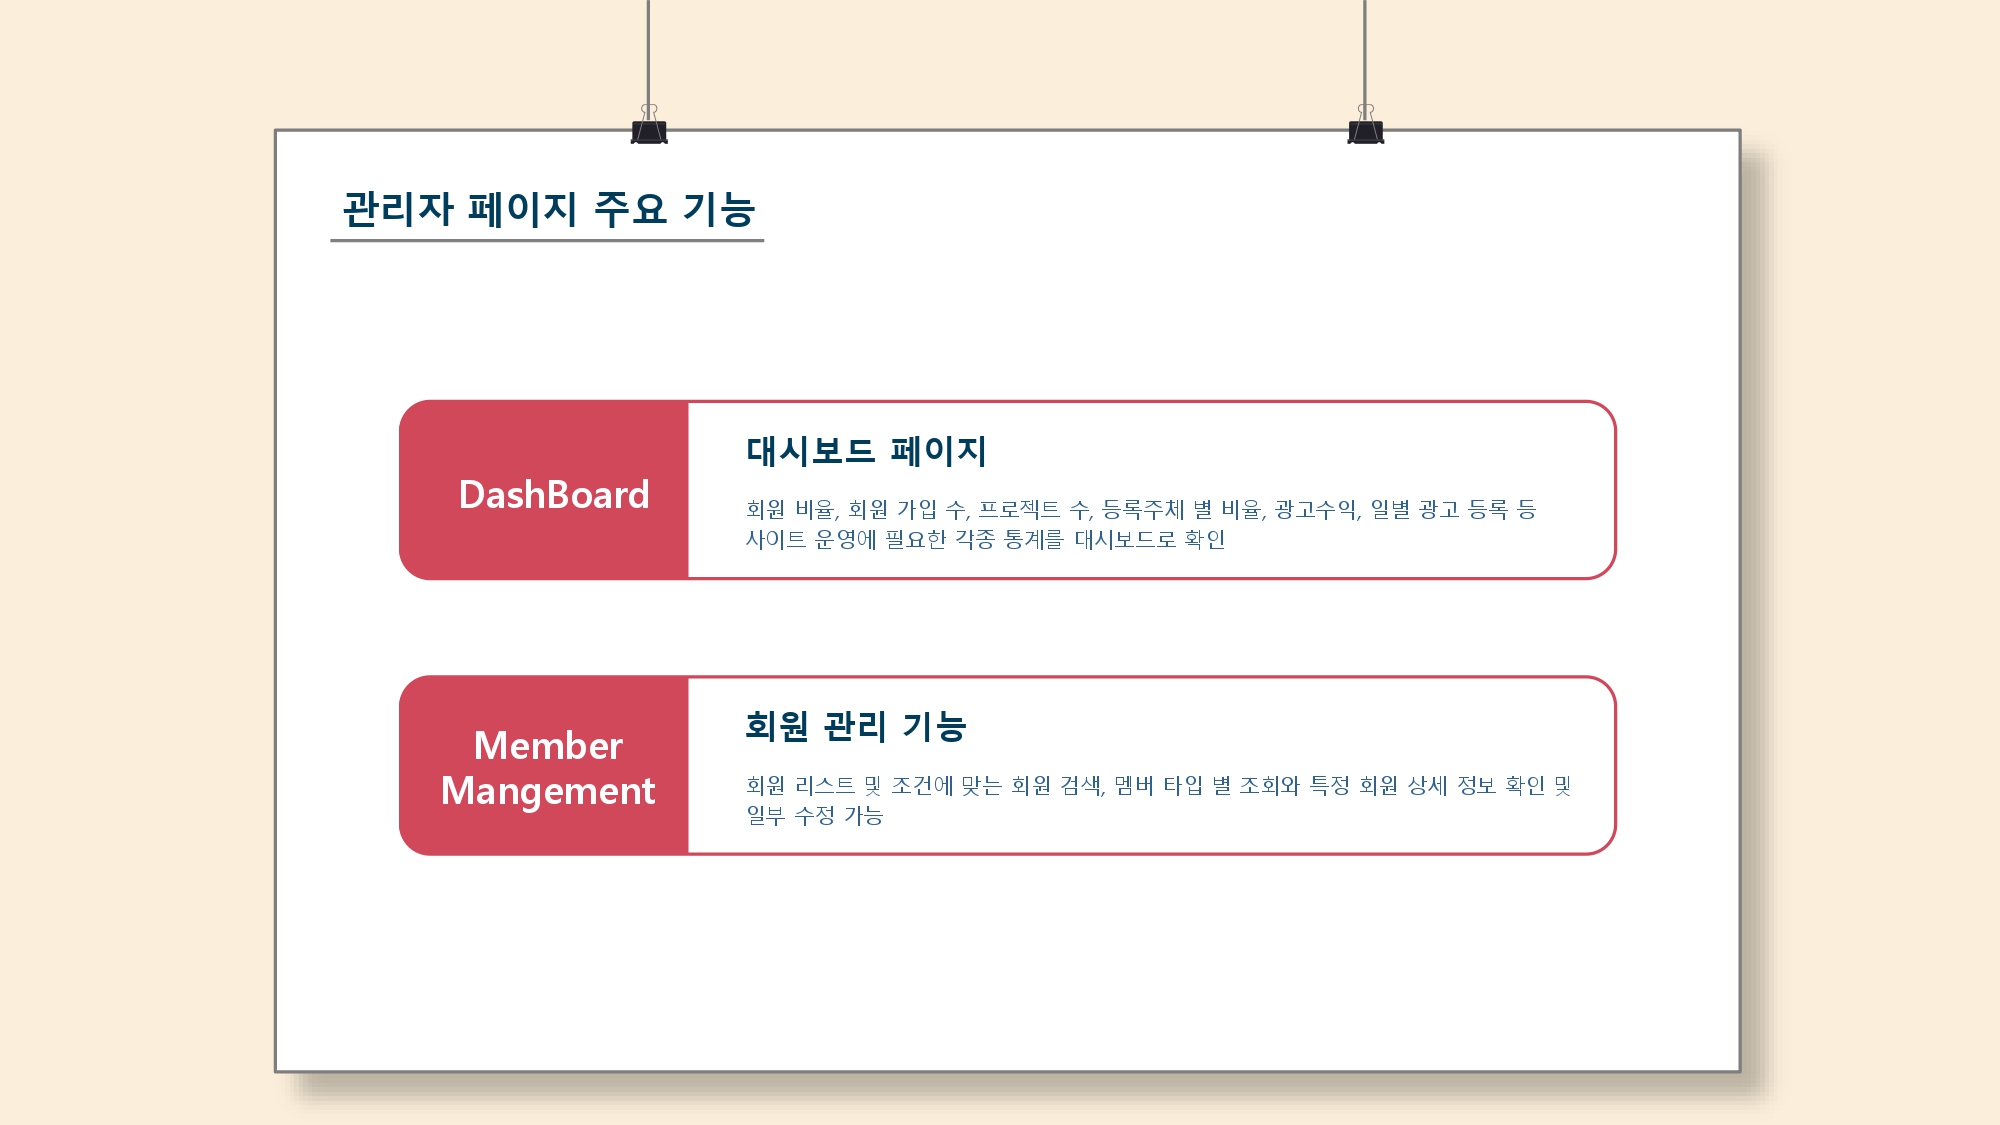 관리자 페이지 주요 기능
DashBoard
대시보드 페이지
회원 비율, 회원 가입 수, 프로젝트 수, 등록주체 별 비율, 광고수익, 일별 광고 등록 등
사이트 운영에 필요한 각종 통계를 대시보드로 확인
Member
Mangement
회원 관리 기능
회원 리스트 및 조건에 맞는 회원 검색, 멤버 타입 별 조회와 특정 회원 상세 정보 확인 및
일부 수정 가능